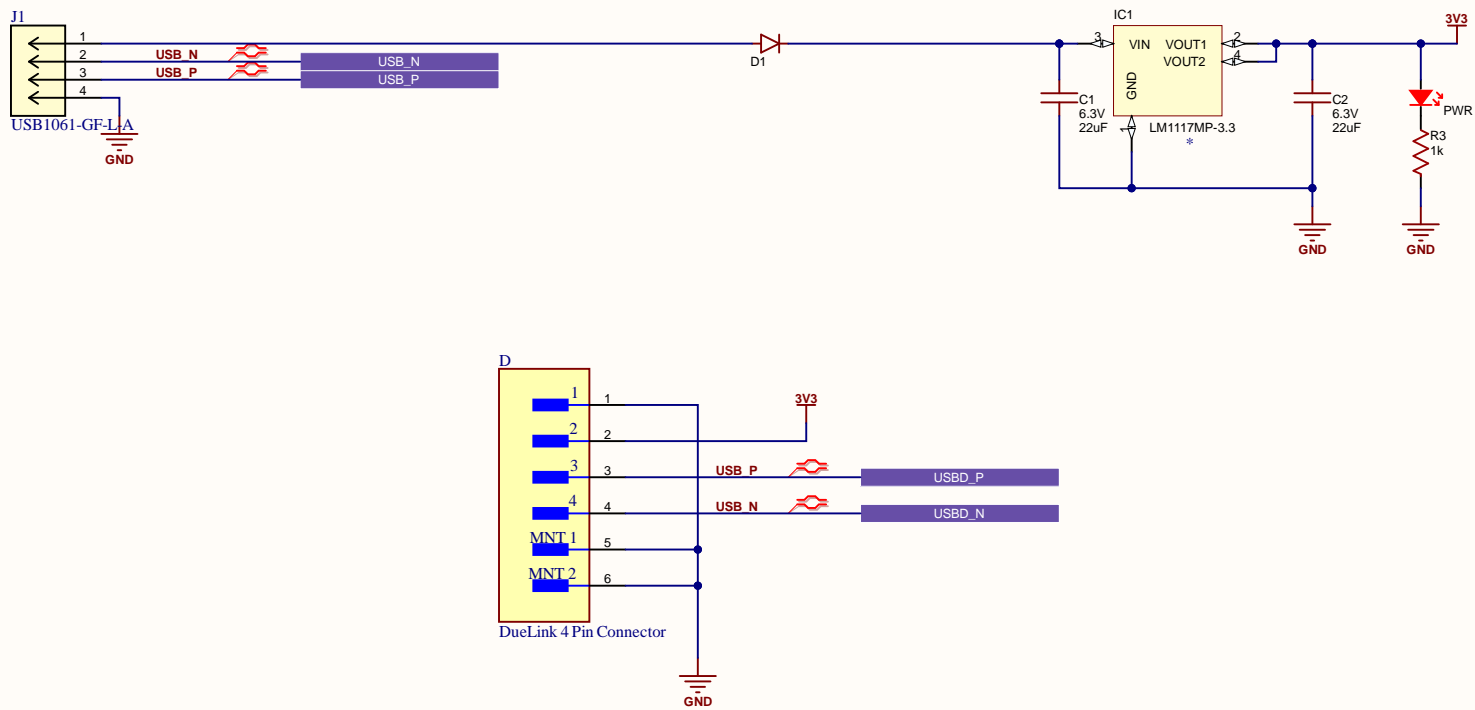 J1
1
2
3
4
USB_N
USB_P
USB_N
USB_P
USB1061-GF-L-A
GND
D1
IC1
3
VIN
VOUT1
VOUT2
2
4
GND
1
LM1117MP-3.3
*
C1
6.3V
22uF
C2
6.3V
22uF
3V3
PWR
R3
1k
GND
GND
D
1
1
2
2
3
3
4
4
MNT 1
5
MNT 2
6
3V3
USB_P
USBD_P
USB_N
USBD_N
DueLink 4 Pin Connector
GND